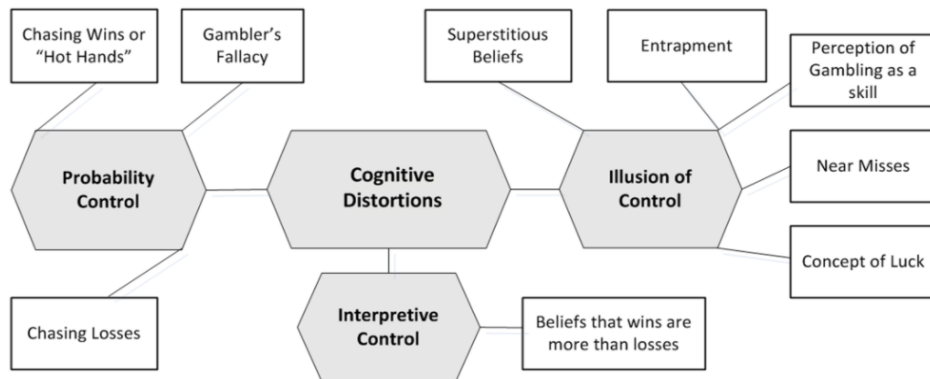 Chasing Wins or
“Hot Hands”
Gambler’s
Fallacy
Superstitious
Beliefs
Entrapment
Perception of
Gambling as a
skill
Probability
Control
Cognitive
Distortions
Illusion of
Control
Near Misses
Concept of Luck
Chasing Losses
Interpretive
Control
Beliefs that wins are
more than losses